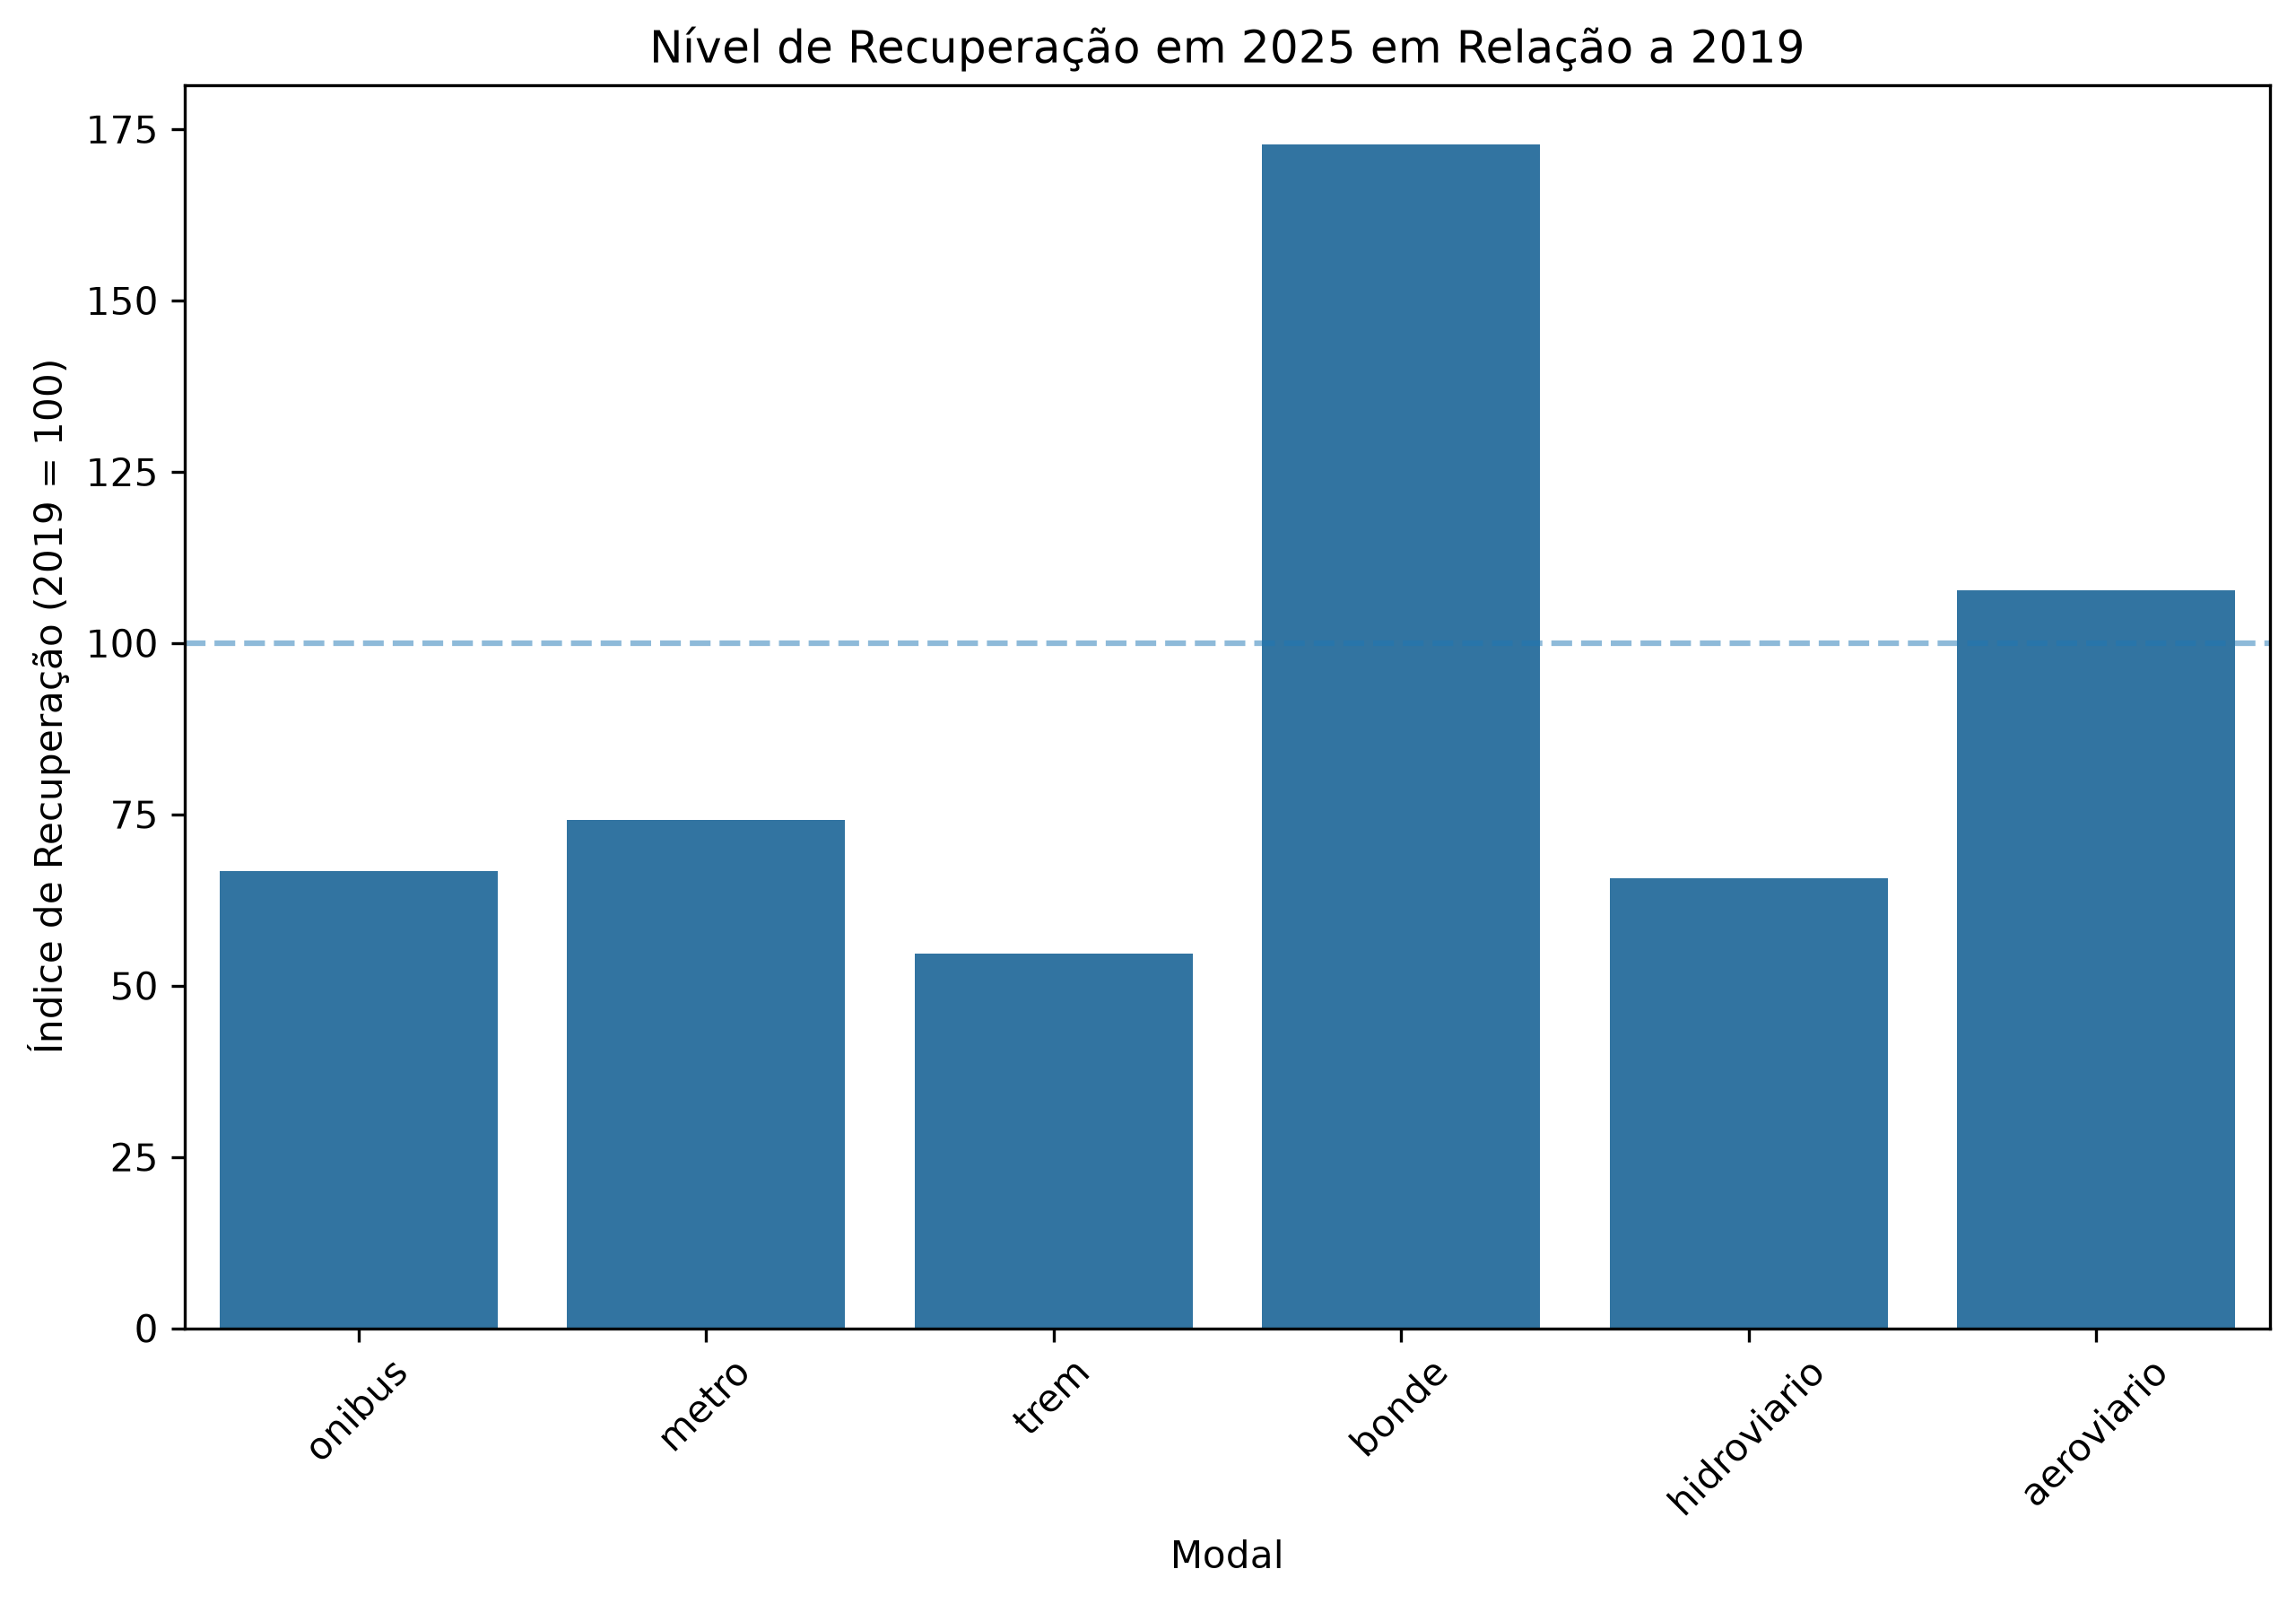 Nível de Recuperação em 2025 em Relação a 2019
Índice de Recuperação (2019 = 100)
175
150
125
100
75
50
25
0
onibus
metro
trem
bonde
hidroviario
aeroviario
Modal